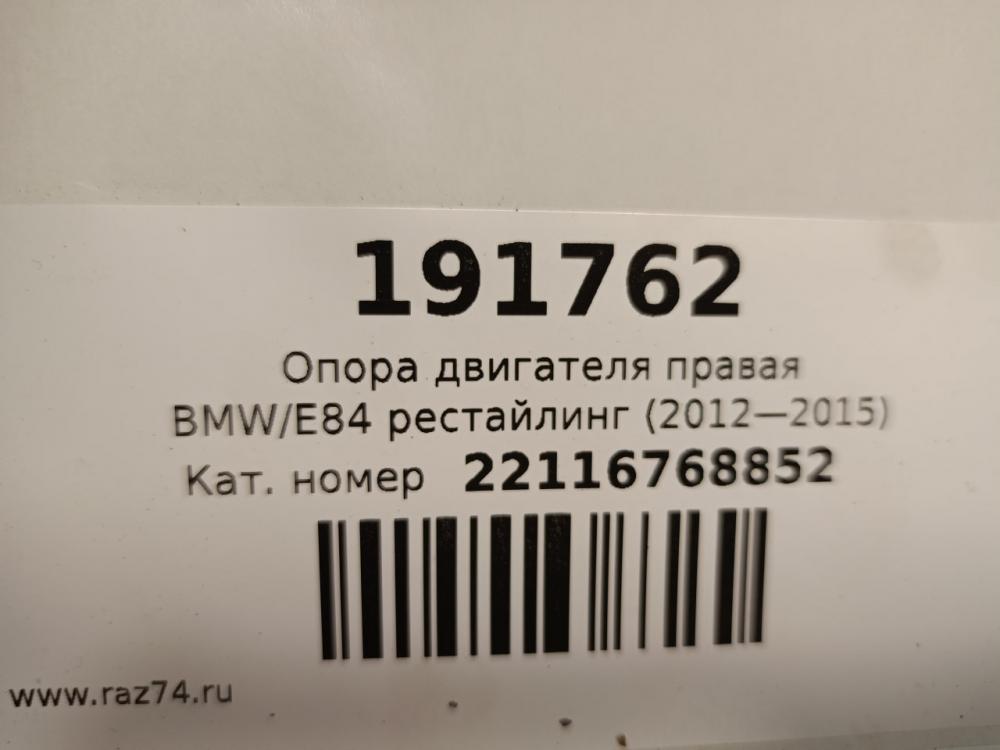 191762
Опора двигателя правая
BMW/E84 рестайлинг (2012—2015)
Кат. номер 22116768852
www.raz74.ru